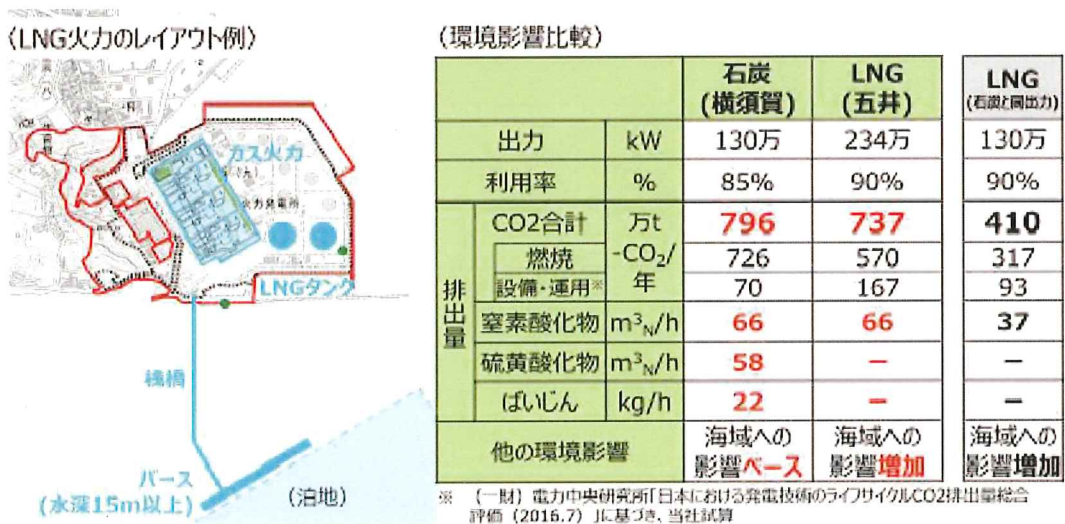 〈LNG火力のレイアウト例〉
ガス火力
火力発電所
LNGタンク
桟橋
バース
(水深15m以上)
(泊地)
(環境影響比較)
石炭
(横須賀)
LNG
(五井)
LNG
(石炭と同出力)
出力 kW 130万 234万 130万
利用率 % 85% 90% 90%
排出量
CO2合計 万t 796 737 410
燃焼 -CO₂/ 726 570 317
設備・運用※ 年 70 167 93
窒素酸化物 m³N/h 66 66 37
硫黄酸化物 m³N/h 58 － －
ばいじん kg/h 22 － －
他の環境影響 海域への 海域への 海域への
影響ベース 影響増加 影響増加
※ (一財)電力中央研究所「日本における発電技術のライフサイクルCO2排出量総合
評価（2016.7）」に基づき、当社試算